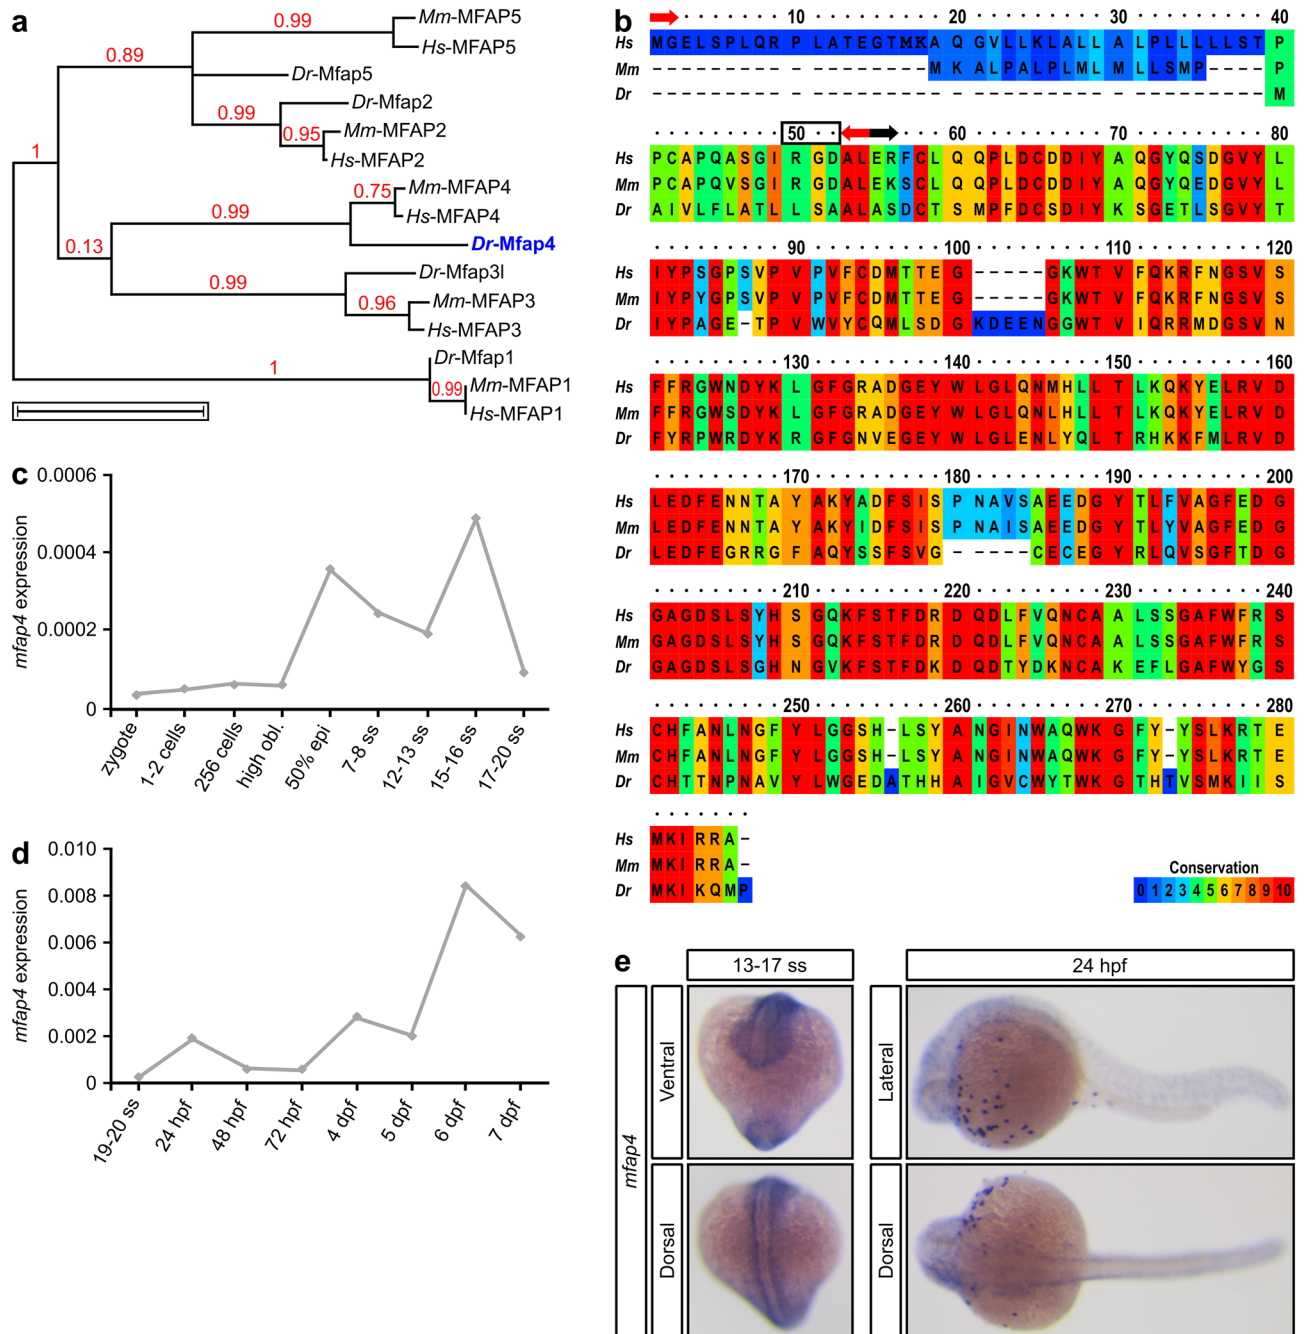 a
0.99
Mm-MFAP5
Hs-MFAP5
0.89
Dr-Mfap5
Dr-Mfap2
0.99
0.95
Mm-MFAP2
Hs-MFAP2
1
0.75
Mm-MFAP4
Hs-MFAP4
0.99
Dr-Mfap4
0.13
Dr-Mfap3l
0.99
0.96
Mm-MFAP3
Hs-MFAP3
Dr-Mfap1
1
0.99
Mm-MFAP1
Hs-MFAP1
b
10 20 30 40
Hs MGELSPLQRPLATEGTMKAQGVLLKLALLALPLLLLLSTP
Mm ------------------MKALPALPLMLMLLSMP----P
Dr ---------------------------------------M
50 60 70 80
Hs PCAPQASGIRGDALERFCLQQPLDCDDIYAQGYQSDGVYL
Mm PCAPQVSGIRGDALEKSCLQQPLDCDDIYAQGYQEDGVYL
Dr AIVLFLATLLSAALASDCTSMPFDCSDIYKSGETLSGVYT
90 100 110 120
Hs IYPSGPSVPVPVFCDMTTEG-----GKWTVFQKRFNGSVS
Mm IYPYGPSVPVPVFCDMTTEG-----GKWTVFQKRFNGSVS
Dr IYPAGE-TPVWVYCQMLSDGKDEENGGWTVIQRRMDGSVN
130 140 150 160
Hs FFRGWNDYKLGFGRADGEYWLGLQNMHLLTLKQKYELRVD
Mm FFRGWSDYKLGFGRADGEYWLGLQNLHLLTLKQKYELRVD
Dr FYRPWRDYKRGFGNVEGEYWLGLENLYQLTRHKKFMLRVD
170 180 190 200
Hs LEDFENNTAYAKYADFSISPNAVSAEEDGYTLFVAGFEDG
Mm LEDFENNTAYAKYIDFSISPNAISAEEDGYTLYVAGFEDG
Dr LEDFEGRRGFAQYSSFSVG-----CECEGYRLQVSGFTDG
210 220 230 240
Hs GAGDSLSYHSGQKFSTFDRDQDLFVQNCAALSSGAFWFRS
Mm GAGDSLSYHSGQKFSTFDRDQDLFVQNCAALSSGAFWFRS
Dr GAGDSLSGHNGVKFSTFDKDQDTYDKNCAKEFLGAFWYGS
250 260 270 280
Hs CHFANLNGFYLGGSH-LSYANGINWAQWKGFY-YSLKRTE
Mm CHFANLNGFYLGGSH-LSYANGINWAQWKGFY-YSLKRTE
Dr CHTTNPNAVYLWGEDATHHAIGVCWYTWKGTHTVSMKIIS
Hs MKIRRA-
Mm MKIRRA-
Dr MKIKQMP
Conservation
0 1 2 3 4 5 6 7 8 9 10
c
mfap4 expression
0.0006
0.0004
0.0002
0
zygote
1-2 cells
256 cells
high obl.
50% epi
7-8 ss
12-13 ss
15-16 ss
17-20 ss
d
mfap4 expression
0.010
0.008
0.006
0.004
0.002
0
19-20 ss
24 hpf
48 hpf
72 hpf
4 dpf
5 dpf
6 dpf
7 dpf
e
13-17 ss
24 hpf
mfap4
Ventral
Lateral
Dorsal
Dorsal